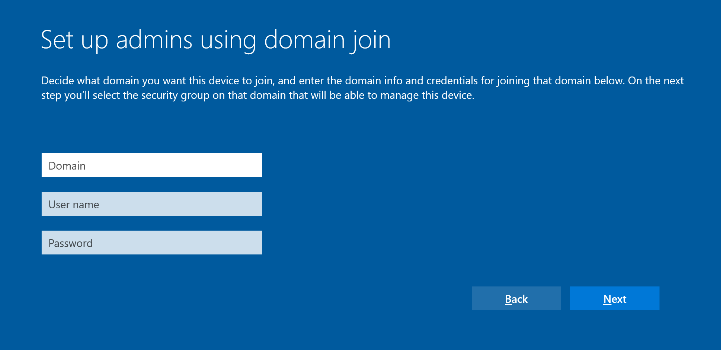 Set up admins using domain join
Decide what domain you want this device to join, and enter the domain info and credentials for joining that domain below. On the next
step you'll select the security group on that domain that will be able to manage this device.
Domain
User name
Password
Back Next